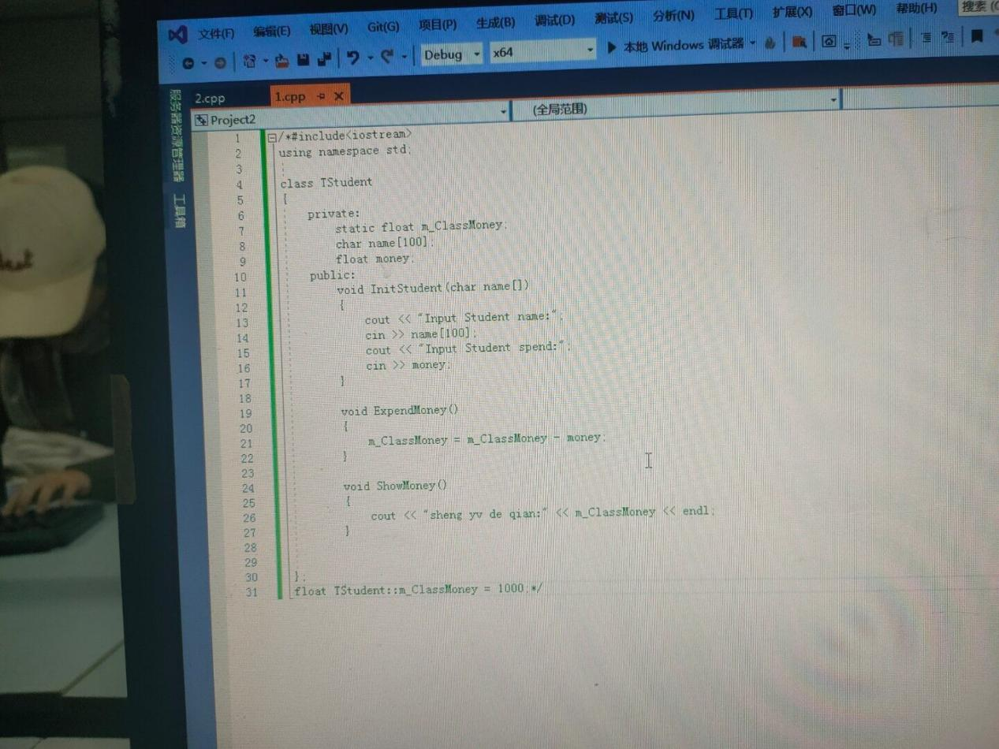 文件(F) 编辑(E) 视图(V) Git(G) 项目(P) 生成(B) 调试(D) 测试(S) 分析(N) 工具(T) 扩展(X) 窗口(W) 帮助(H) 搜索
Debug x64 本地 Windows 调试器
服务器资源管理器 工具箱
2.cpp 1.cpp
Project2 (全局范围)
1 /*#include<iostream>
2 using namespace std;
3
4 class TStudent
5 {
6 private:
7 static float m_ClassMoney;
8 char name[100];
9 float money;
10 public:
11 void InitStudent(char name[])
12 {
13 cout << "Input Student name:";
14 cin >> name[100];
15 cout << "Input Student spend:";
16 cin >> money;
17 }
18
19 void ExpendMoney()
20 {
21 m_ClassMoney = m_ClassMoney - money;
22 }
23
24 void ShowMoney()
25 {
26 cout << "sheng yv de qian:" << m_ClassMoney << endl;
27 }
28
29
30 };
31 float TStudent::m_ClassMoney = 1000;*/